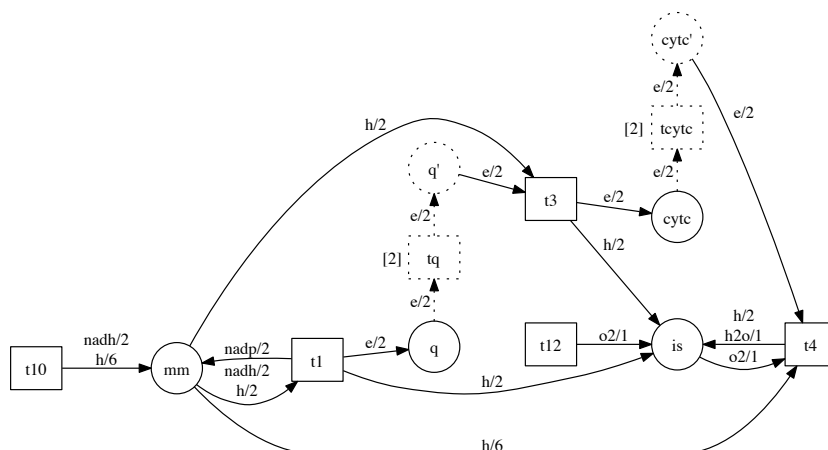 cytc'
e/2
e/2
[2]
tcytc
h/2
q'
e/2
e/2
t3
e/2
cytc
e/2
[2]
tq
h/2
e/2
nadh/2
h/6
nadp/2
nadh/2
h/2
e/2
h/2
h2o/1
o2/1
t10
mm
t1
q
t12
o2/1
is
t4
h/2
h/6